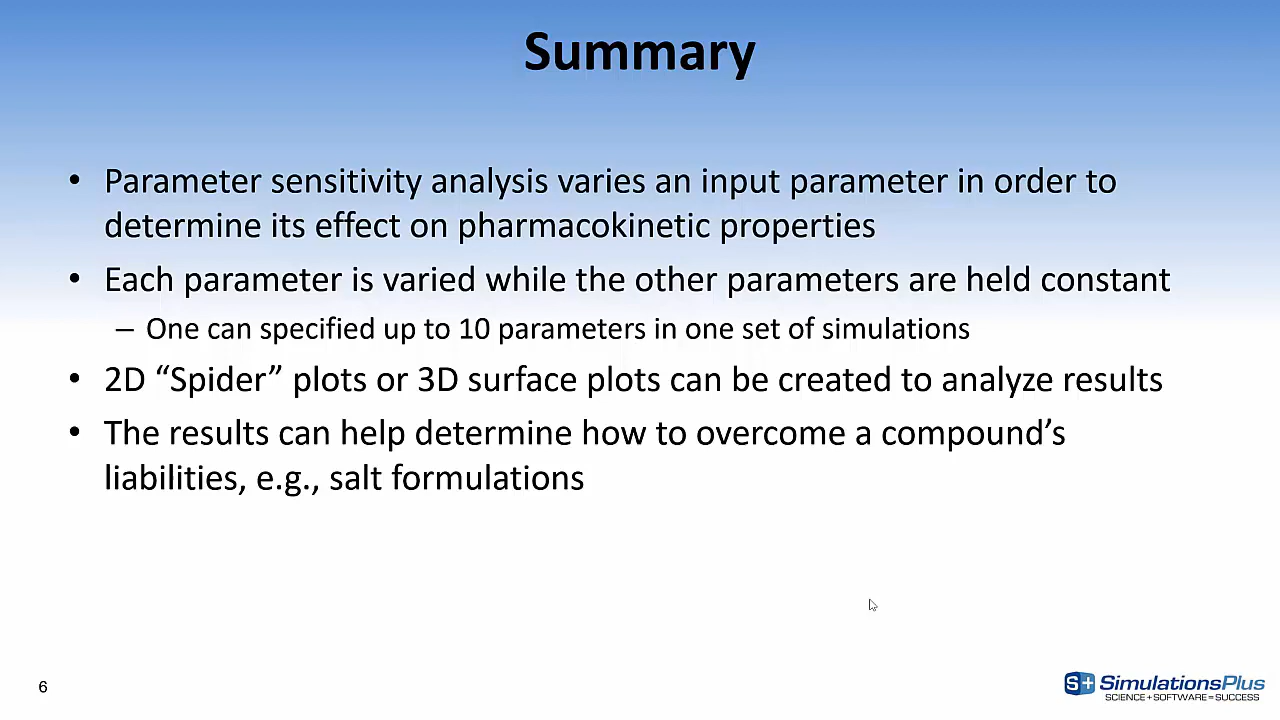 Summary
• Parameter sensitivity analysis varies an input parameter in order to
determine its effect on pharmacokinetic properties
• Each parameter is varied while the other parameters are held constant
– One can specified up to 10 parameters in one set of simulations
• 2D “Spider” plots or 3D surface plots can be created to analyze results
• The results can help determine how to overcome a compound’s
liabilities, e.g., salt formulations
6
S+ SimulationsPlus
SCIENCE+SOFTWARE=SUCCESS